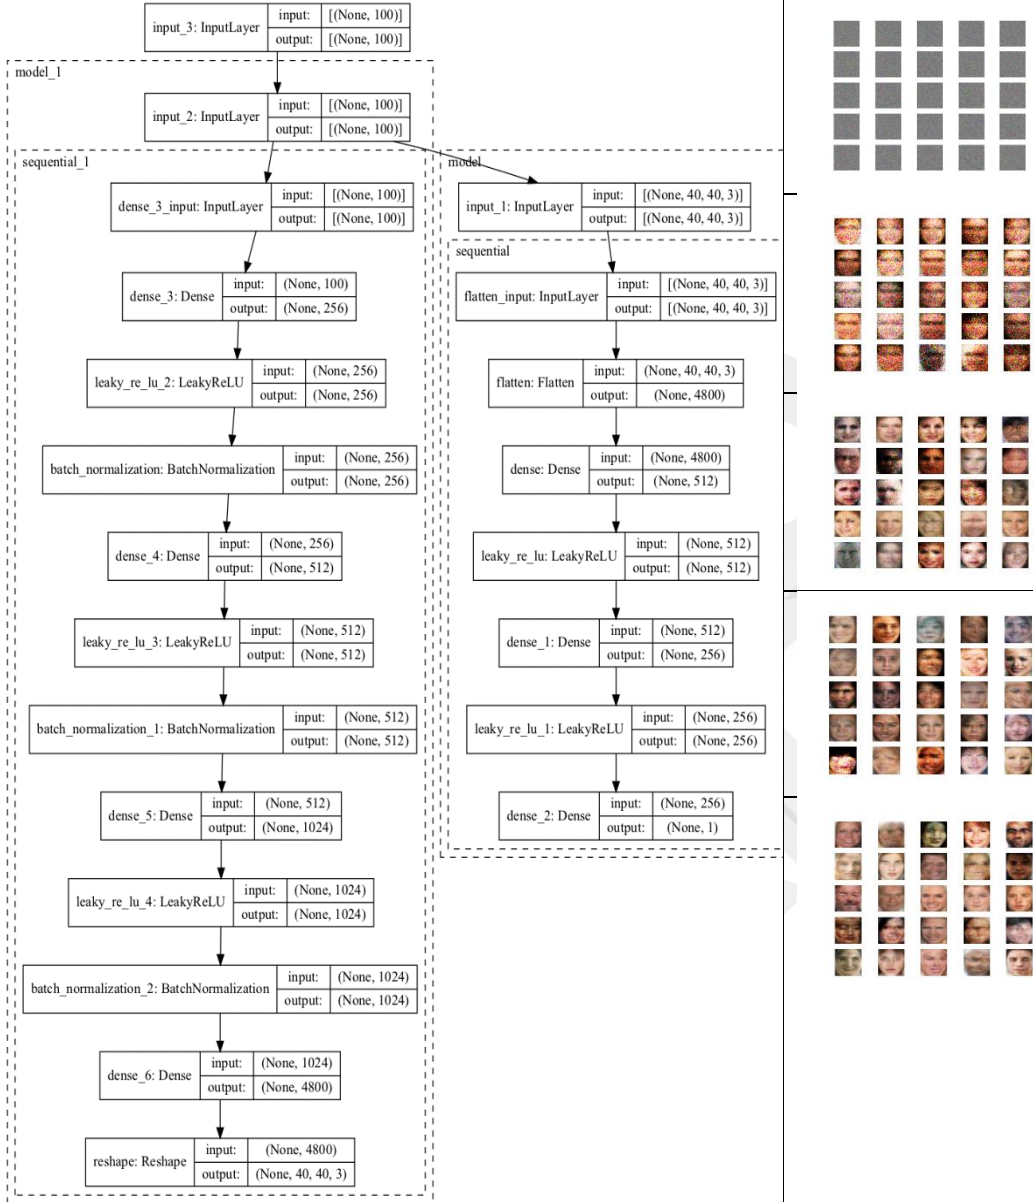 input_3: InputLayer input: [(None, 100)]
output: [(None, 100)]
model_1
input_2: InputLayer input: [(None, 100)]
output: [(None, 100)]
sequential_1
dense_3_input: InputLayer input: [(None, 100)]
output: [(None, 100)]
dense_3: Dense input: (None, 100)
output: (None, 256)
leaky_re_lu_2: LeakyReLU input: (None, 256)
output: (None, 256)
batch_normalization: BatchNormalization input: (None, 256)
output: (None, 256)
dense_4: Dense input: (None, 256)
output: (None, 512)
leaky_re_lu_3: LeakyReLU input: (None, 512)
output: (None, 512)
batch_normalization_1: BatchNormalization input: (None, 512)
output: (None, 512)
dense_5: Dense input: (None, 512)
output: (None, 1024)
leaky_re_lu_4: LeakyReLU input: (None, 1024)
output: (None, 1024)
batch_normalization_2: BatchNormalization input: (None, 1024)
output: (None, 1024)
dense_6: Dense input: (None, 1024)
output: (None, 4800)
reshape: Reshape input: (None, 4800)
output: (None, 40, 40, 3)
model
input_1: InputLayer input: [(None, 40, 40, 3)]
output: [(None, 40, 40, 3)]
sequential
flatten_input: InputLayer input: [(None, 40, 40, 3)]
output: [(None, 40, 40, 3)]
flatten: Flatten input: (None, 40, 40, 3)
output: (None, 4800)
dense: Dense input: (None, 4800)
output: (None, 512)
leaky_re_lu: LeakyReLU input: (None, 512)
output: (None, 512)
dense_1: Dense input: (None, 512)
output: (None, 256)
leaky_re_lu_1: LeakyReLU input: (None, 256)
output: (None, 256)
dense_2: Dense input: (None, 256)
output: (None, 1)